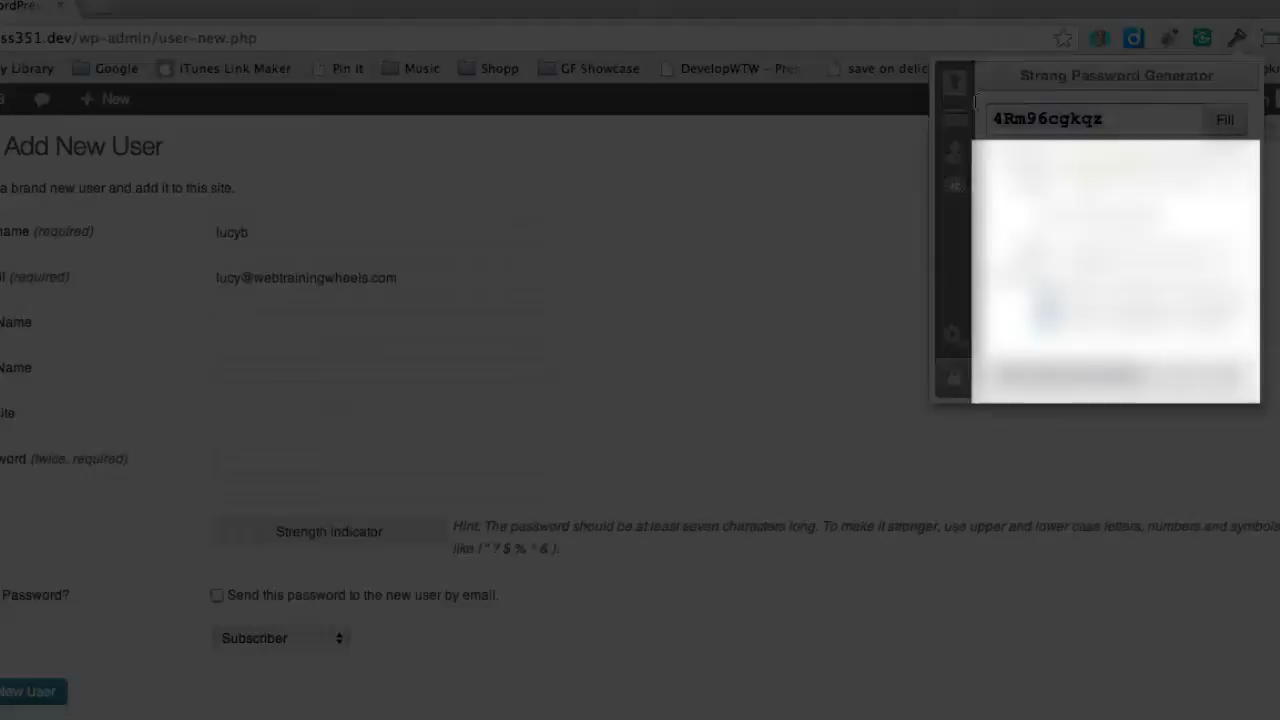 ordPres
ss351.dev/wp-admin/user-new.php
y Library Google iTunes Link Maker Pin it Music Shopp GF Showcase DevelopWTW – Pres save on delic
New
Strong Password Generator
4Rm96cgkqz Fill
Add New User
a brand new user and add it to this site.
ame (required) lucyb
l (required) lucy@webtrainingwheels.com
Name
Name
ite
word (twice, required)
Strength indicator
Hint: The password should be at least seven characters long. To make it stronger, use upper and lower case letters, numbers and symbols
like ! " ? $ % ^ & ).
Password? Send this password to the new user by email.
Subscriber
New User